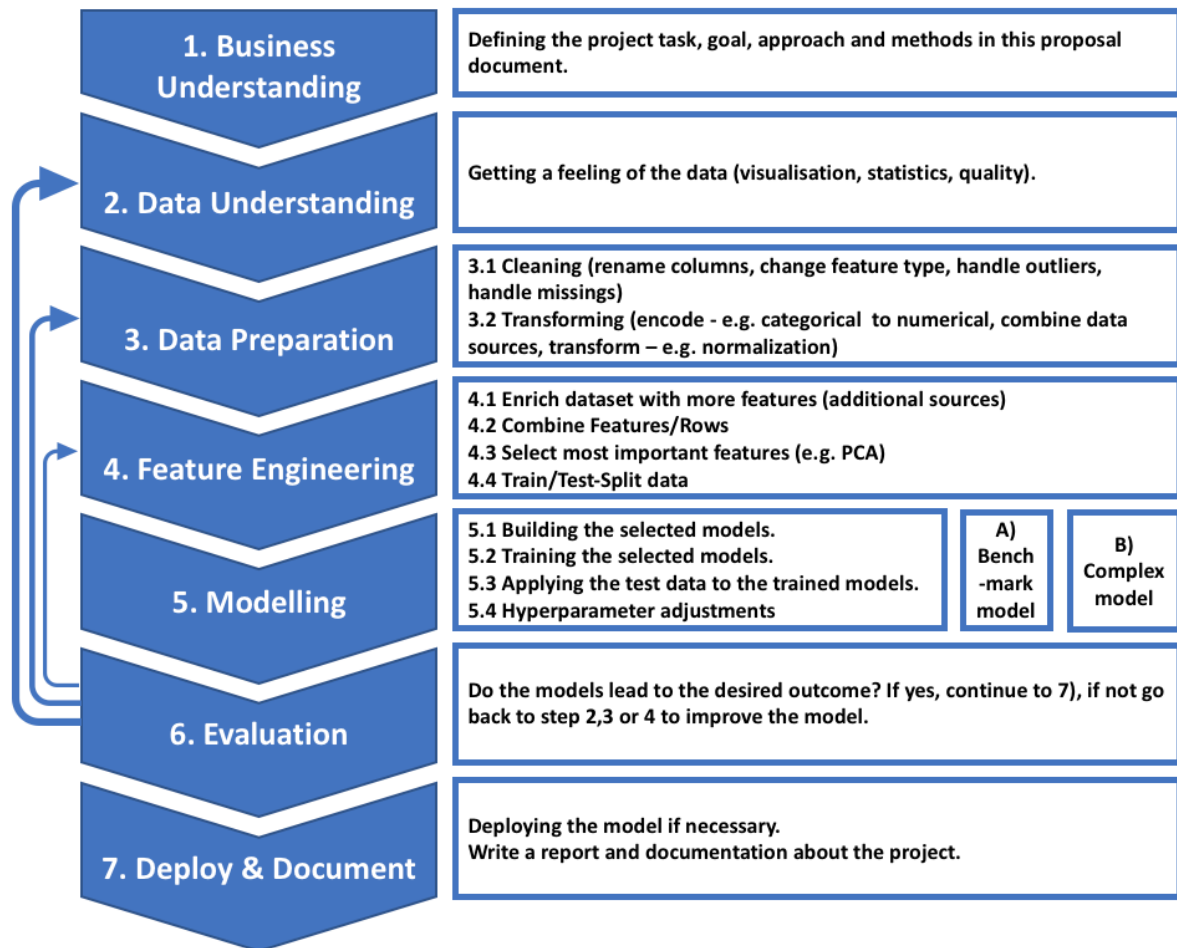 1. Business
Understanding
Defining the project task, goal, approach and methods in this proposal
document.
2. Data Understanding
Getting a feeling of the data (visualisation, statistics, quality).
3. Data Preparation
3.1 Cleaning (rename columns, change feature type, handle outliers,
handle missings)
3.2 Transforming (encode - e.g. categorical to numerical, combine data
sources, transform – e.g. normalization)
4. Feature Engineering
4.1 Enrich dataset with more features (additional sources)
4.2 Combine Features/Rows
4.3 Select most important features (e.g. PCA)
4.4 Train/Test-Split data
5. Modelling
5.1 Building the selected models.
5.2 Training the selected models.
5.3 Applying the test data to the trained models.
5.4 Hyperparameter adjustments
A)
Bench
-mark
model
B)
Complex
model
6. Evaluation
Do the models lead to the desired outcome? If yes, continue to 7), if not go
back to step 2,3 or 4 to improve the model.
7. Deploy & Document
Deploying the model if necessary.
Write a report and documentation about the project.